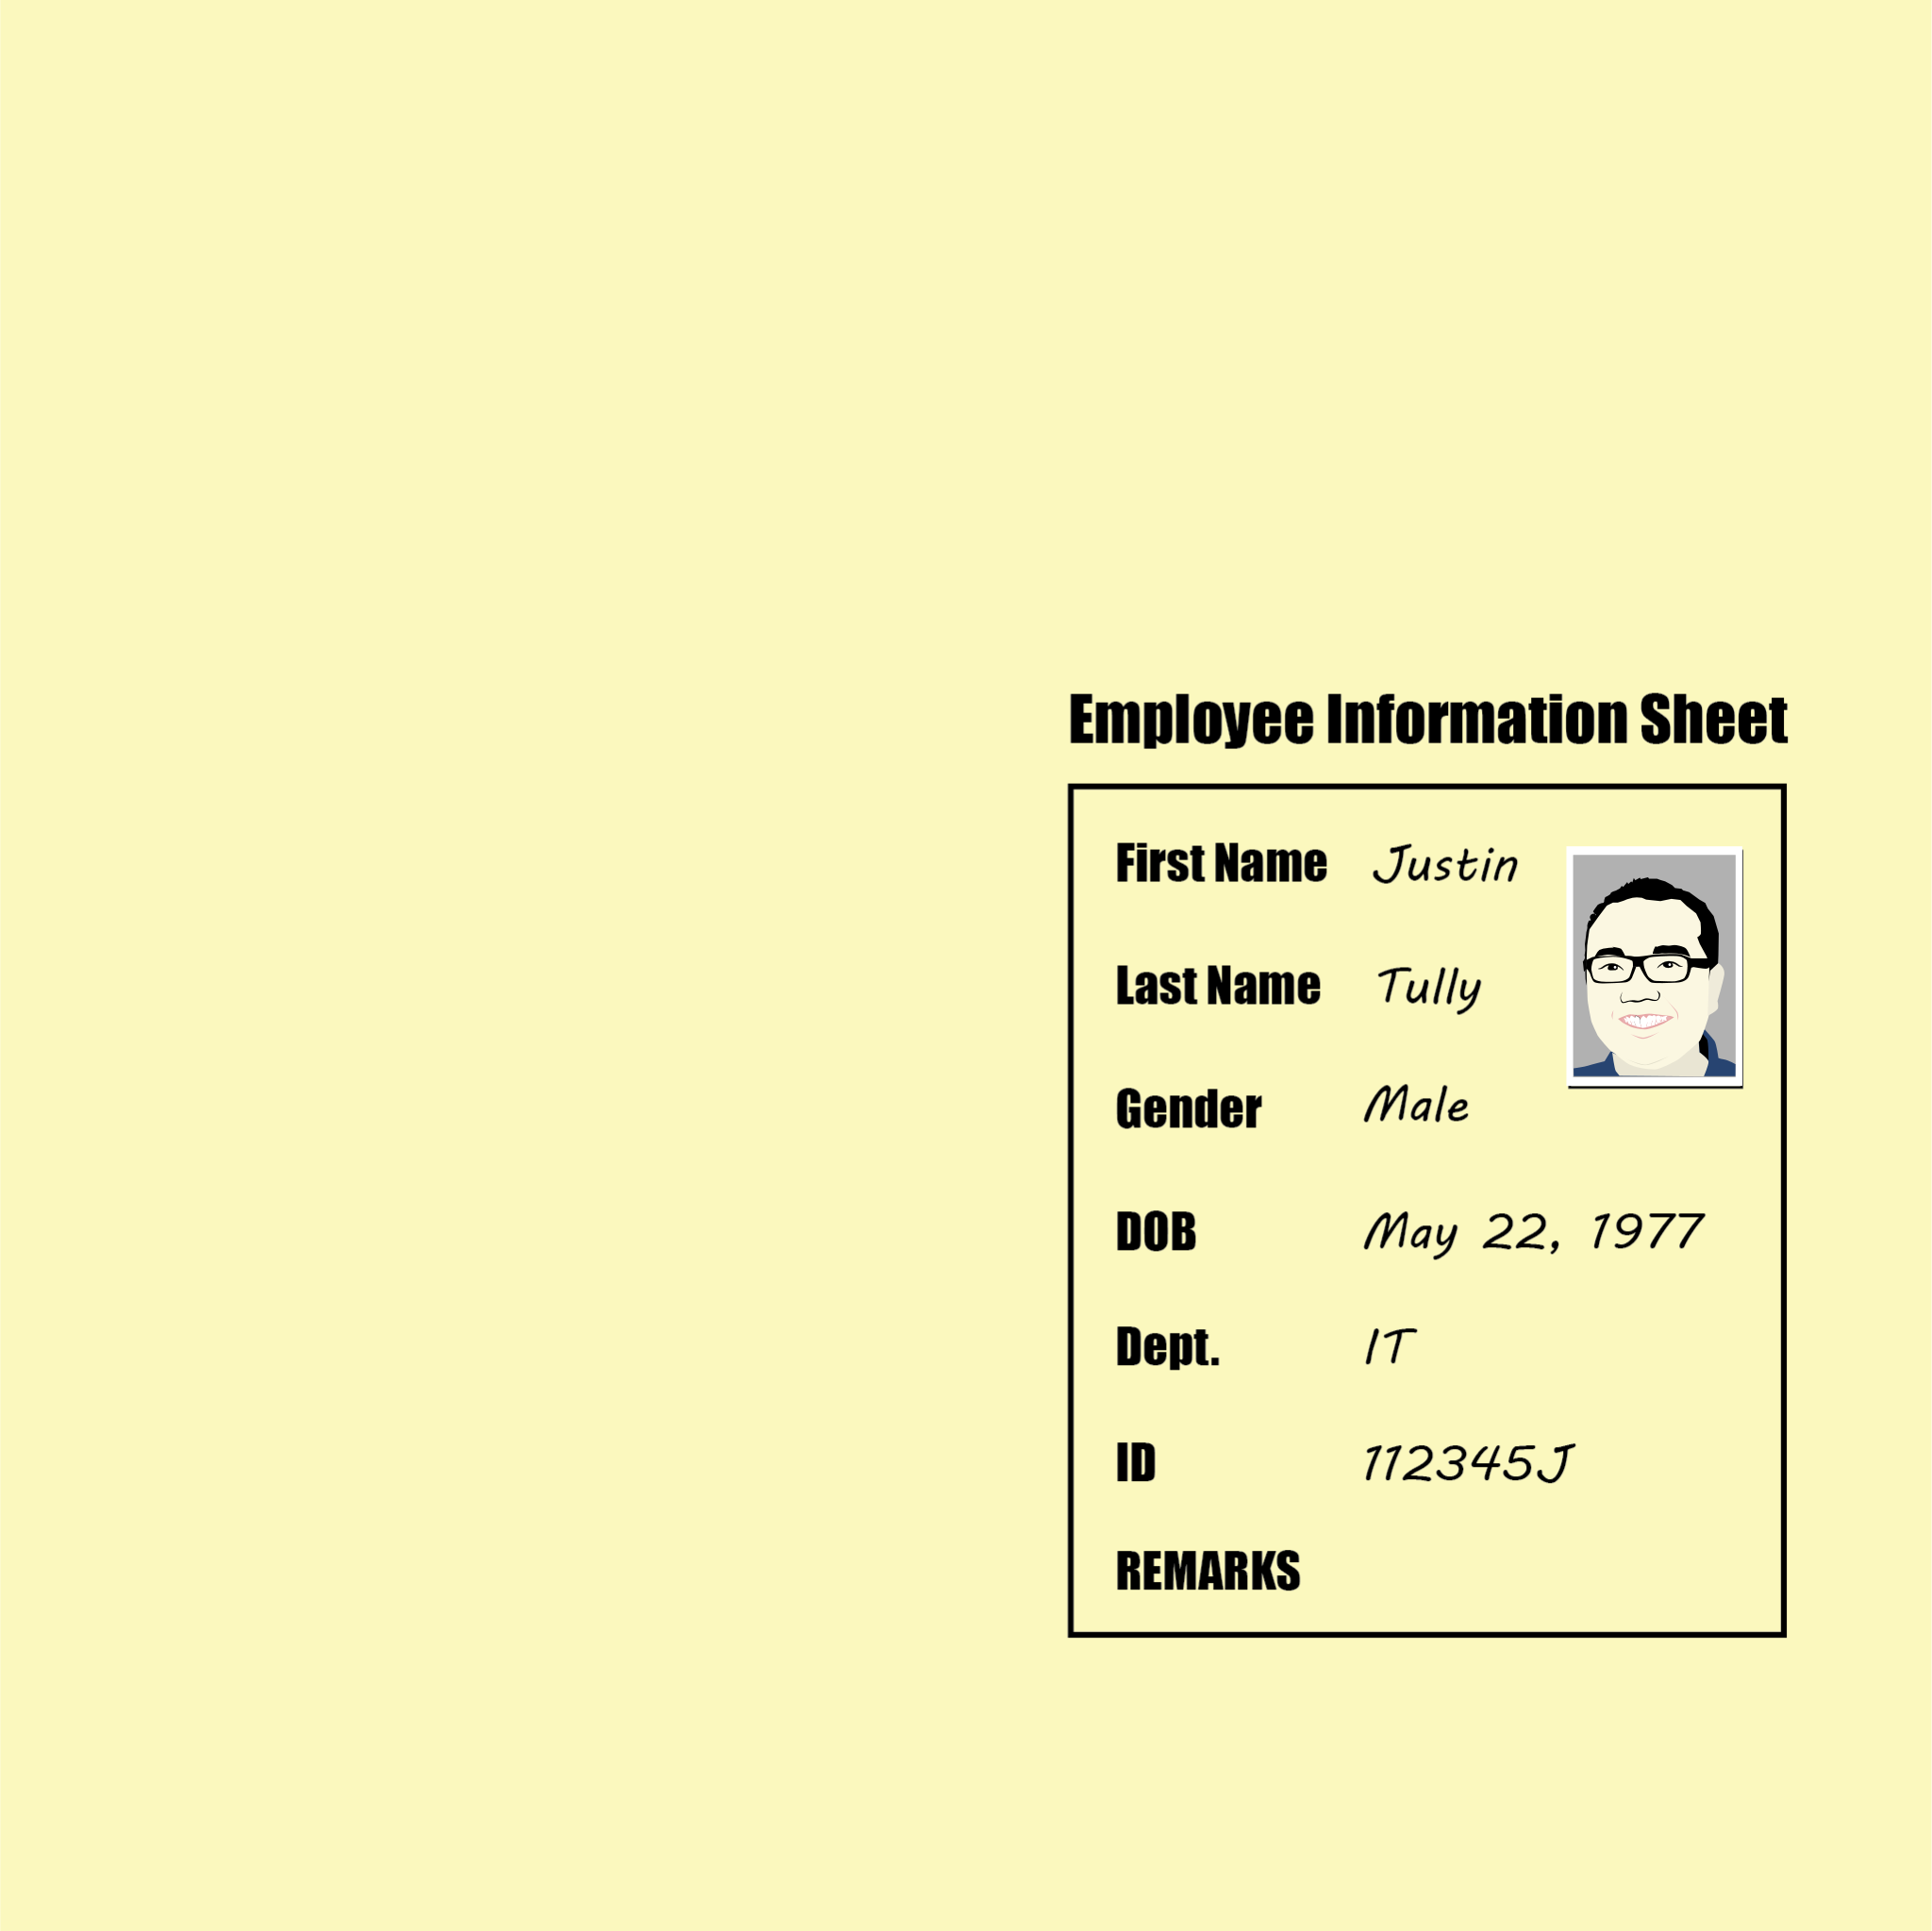 Employee Information Sheet
First Name Justin
Last Name Tully
Gender Male
DOB May 22, 1977
Dept. IT
ID 112345J
REMARKS